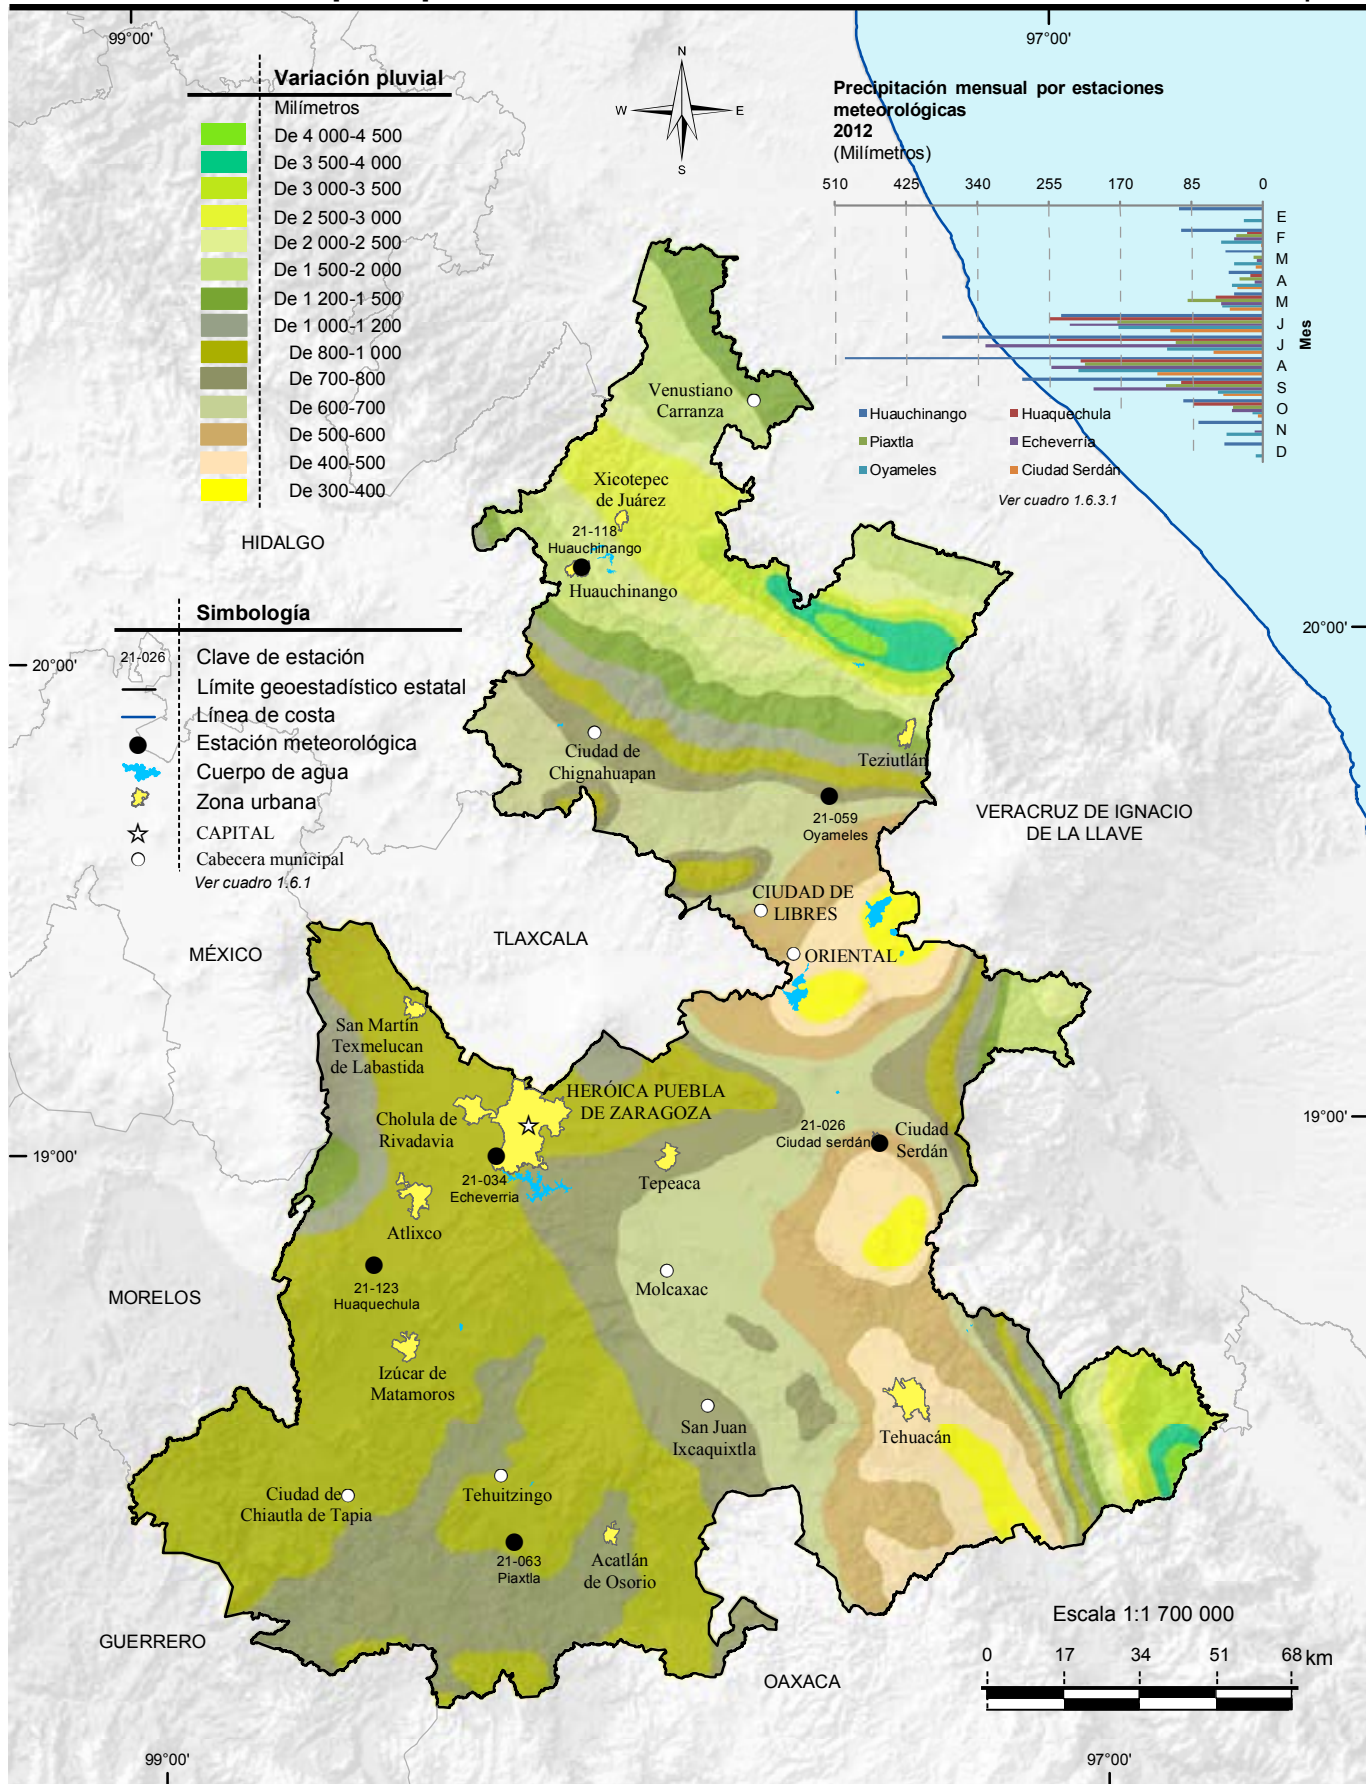 99°00'
97°00'
Variación pluvial
Milímetros
De 4 000-4 500
De 3 500-4 000
De 3 000-3 500
De 2 500-3 000
De 2 000-2 500
De 1 500-2 000
De 1 200-1 500
De 1 000-1 200
De 800-1 000
De 700-800
De 600-700
De 500-600
De 400-500
De 300-400
N
W
E
S
Precipitación mensual por estaciones
meteorológicas
2012
(Milímetros)
510
425
340
255
170
85
0
E
F
M
A
M
J
J
A
S
O
N
D
Mes
Huauchinango
Huaquechula
Piaxtla
Echeverría
Oyameles
Ciudad Serdán
Ver cuadro 1.6.3.1
Venustiano
Carranza
Xicotepec
de Juárez
21-118
Huauchinango
Huauchinango
HIDALGO
Simbología
21-026
Clave de estación
Límite geoestadístico estatal
Línea de costa
Estación meteorológica
Cuerpo de agua
Zona urbana
CAPITAL
Cabecera municipal
Ver cuadro 1.6.1
20°00'
20°00'
Ciudad de
Chignahuapan
Teziutlán
21-059
Oyameles
VERACRUZ DE IGNACIO
DE LA LLAVE
CIUDAD DE
LIBRES
ORIENTAL
TLAXCALA
MÉXICO
San Martín
Texmelucan
de Labastida
HERÓICA PUEBLA
DE ZARAGOZA
Cholula de
Rivadavia
21-026
Ciudad serdán
Ciudad
Serdán
19°00'
19°00'
21-034
Echeverria
Tepeaca
Atlixco
21-123
Huaquechula
Molcaxac
MORELOS
Izúcar de
Matamoros
San Juan
Ixcaquixtla
Tehuacán
Tehuitzingo
Ciudad de
Chiautla de Tapia
21-063
Piaxtla
Acatlán
de Osorio
GUERRERO
OAXACA
Escala 1:1 700 000
0
17
34
51
68 km
99°00'
97°00'